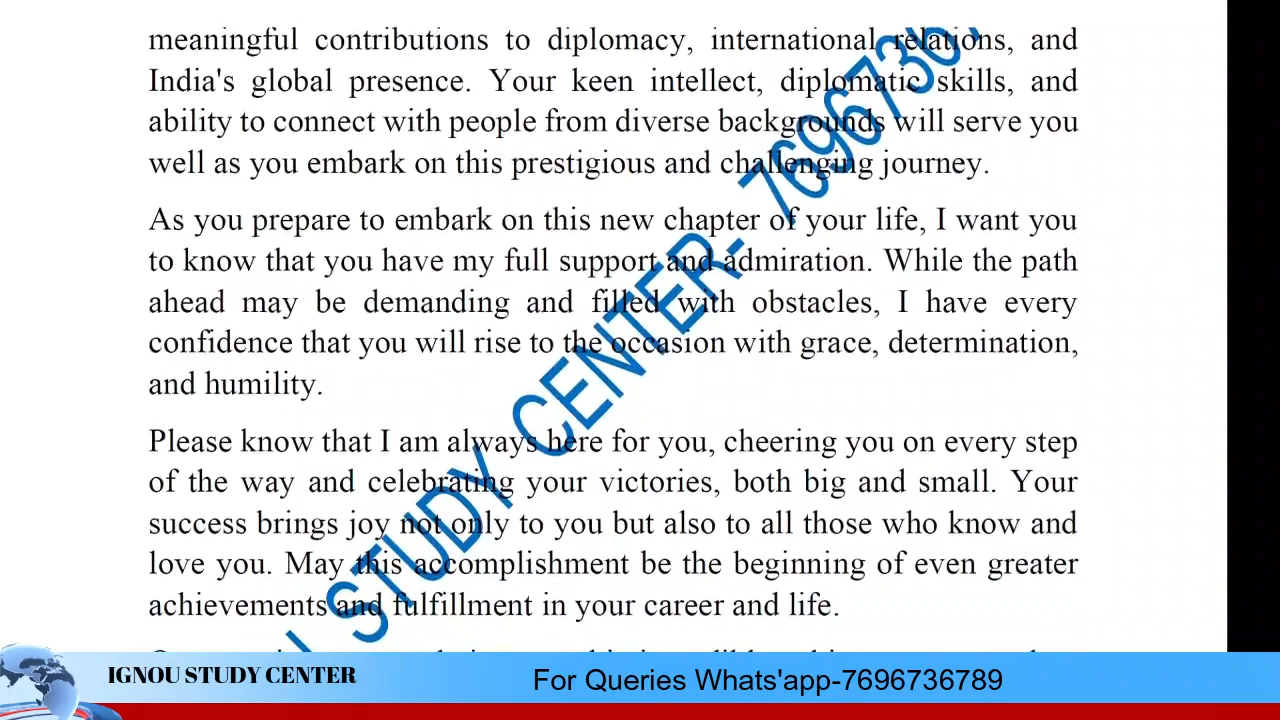 meaningful contributions to diplomacy, international relations, and
India's global presence. Your keen intellect, diplomatic skills, and
ability to connect with people from diverse backgrounds will serve you
well as you embark on this prestigious and challenging journey.
As you prepare to embark on this new chapter of your life, I want you
to know that you have my full support and admiration. While the path
ahead may be demanding and filled with obstacles, I have every
confidence that you will rise to the occasion with grace, determination,
and humility.
Please know that I am always here for you, cheering you on every step
of the way and celebrating your victories, both big and small. Your
success brings joy not only to you but also to all those who know and
love you. May this accomplishment be the beginning of even greater
achievements and fulfillment in your career and life.
STUDY CENTER- 769673
IGNOU STUDY CENTER
For Queries Whats'app-7696736789